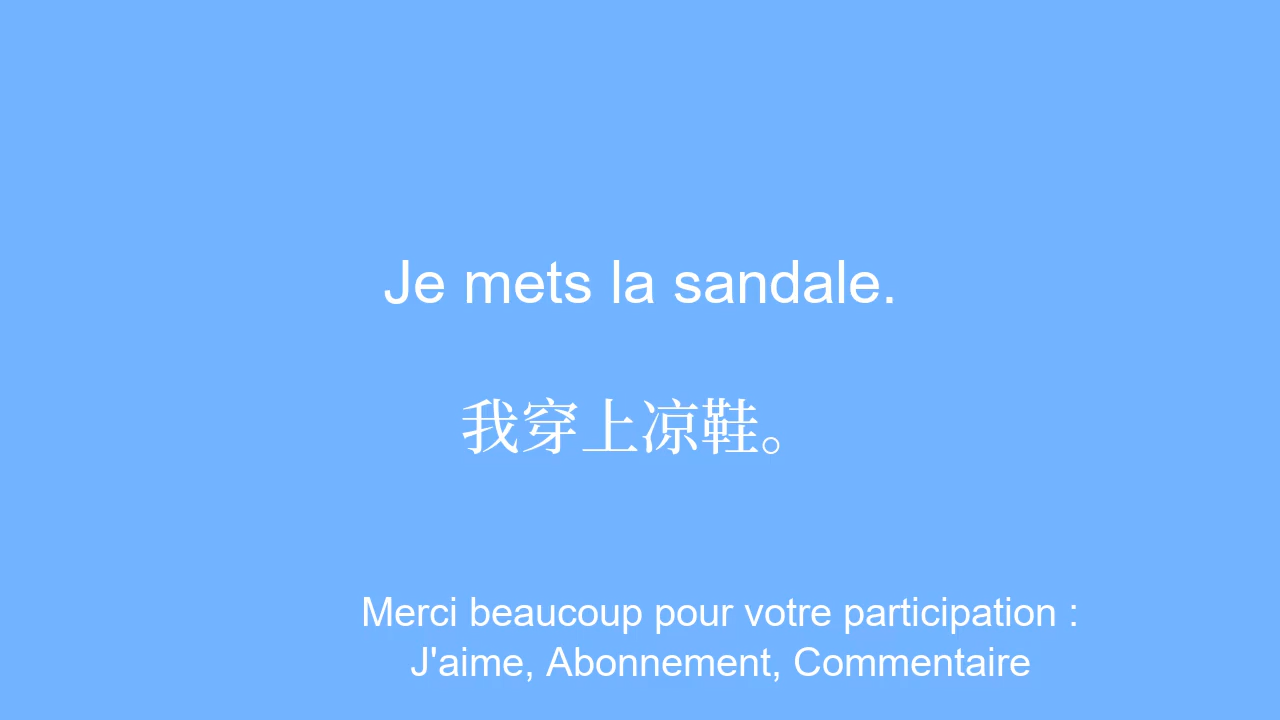 Je mets la sandale.
我穿上凉鞋。
Merci beaucoup pour votre participation :
J'aime, Abonnement, Commentaire